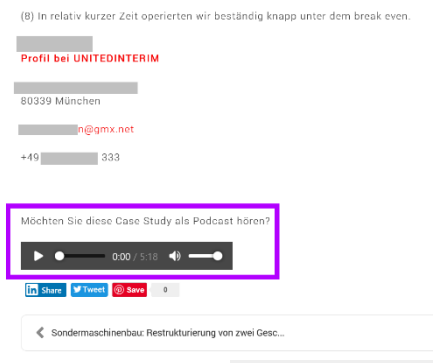 (8) In relativ kurzer Zeit operierten wir beständig knapp unter dem break even.
Profil bei UNITEDINTERIM
80339 München
n@gmx.net
+49 333
Möchten Sie diese Case Study als Podcast hören?
0:00 / 5:18
in Share Tweet Save 0
Sondermaschinenbau: Restrukturierung von zwei Gesc...